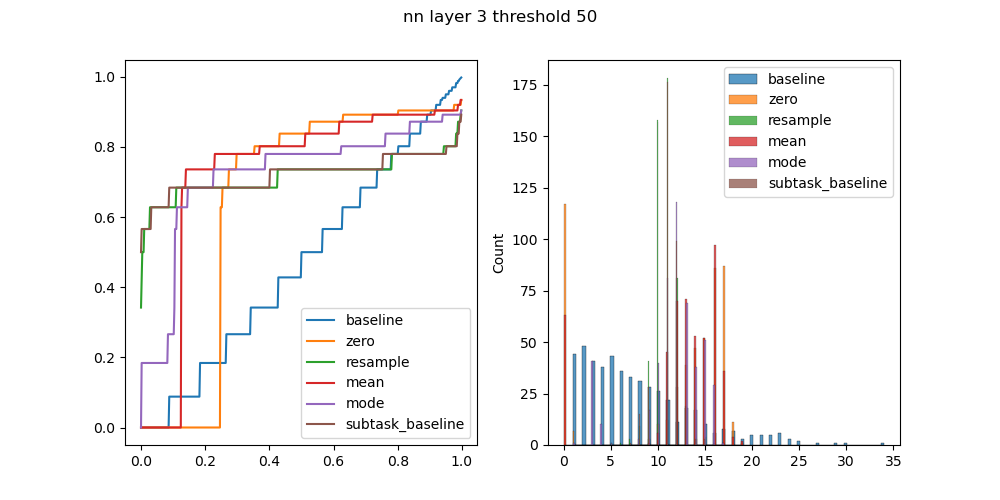 nn layer 3 threshold 50
1.0
0.8
0.6
0.4
0.2
0.0
0.0 0.2 0.4 0.6 0.8 1.0
baseline
zero
resample
mean
mode
subtask_baseline
Count
175
150
125
100
75
50
25
0
0 5 10 15 20 25 30 35
baseline
zero
resample
mean
mode
subtask_baseline